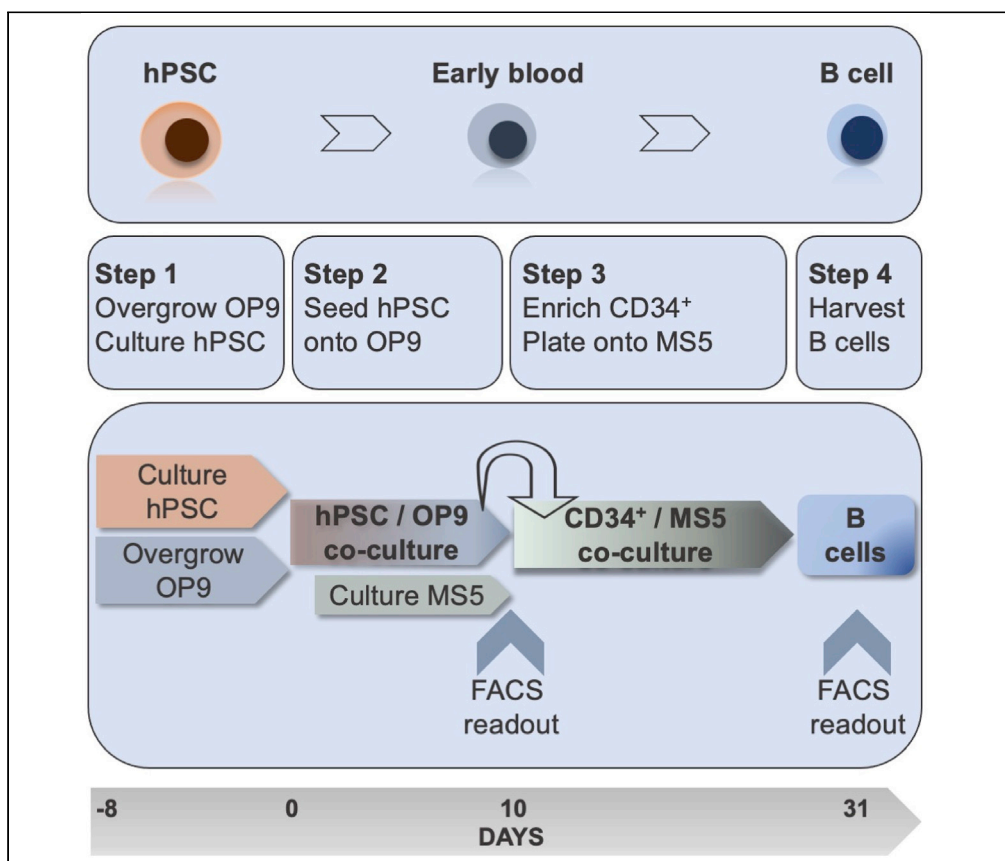 hPSC
Early blood
B cell
Step 1
Overgrow OP9
Culture hPSC
Step 2
Seed hPSC
onto OP9
Step 3
Enrich CD34⁺
Plate onto MS5
Step 4
Harvest
B cells
Culture
hPSC
Overgrow
OP9
hPSC / OP9
co-culture
Culture MS5
CD34⁺ / MS5
co-culture
B
cells
FACS
readout
FACS
readout
-8
0
10
31
DAYS